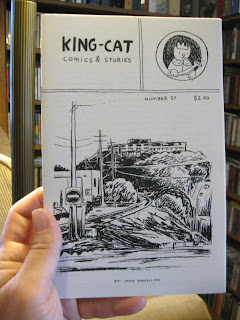 KING-CAT
COMICS & STORIES
NUMBER 57
$2.00
BY JOHN PORCELLINO